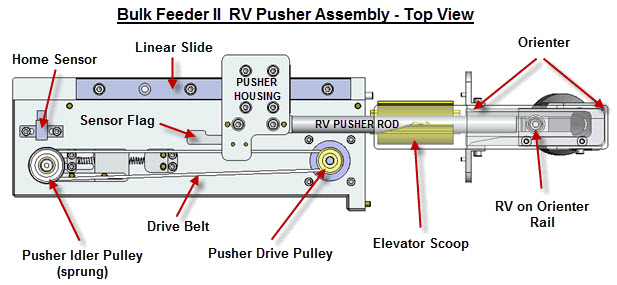 Bulk Feeder II RV Pusher Assembly - Top View
Orienter
Linear Slide
Home Sensor
PUSHER
HOUSING
Sensor Flag
RV PUSHER ROD
RV on Orienter
Rail
Drive Belt
Elevator Scoop
Pusher Drive Pulley
Pusher Idler Pulley
(sprung)